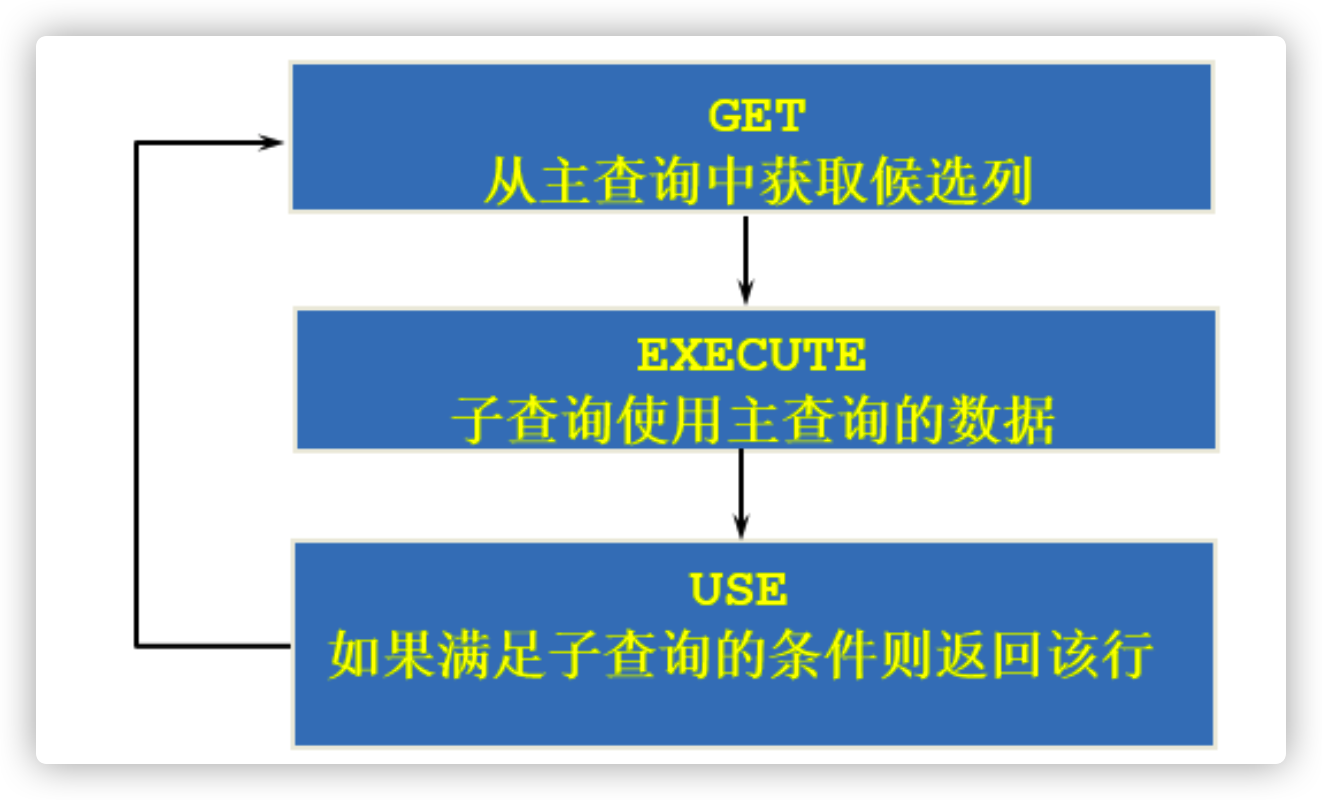 GET
从主查询中获取候选列
EXECUTE
子查询使用主查询的数据
USE
如果满足子查询的条件则返回该行